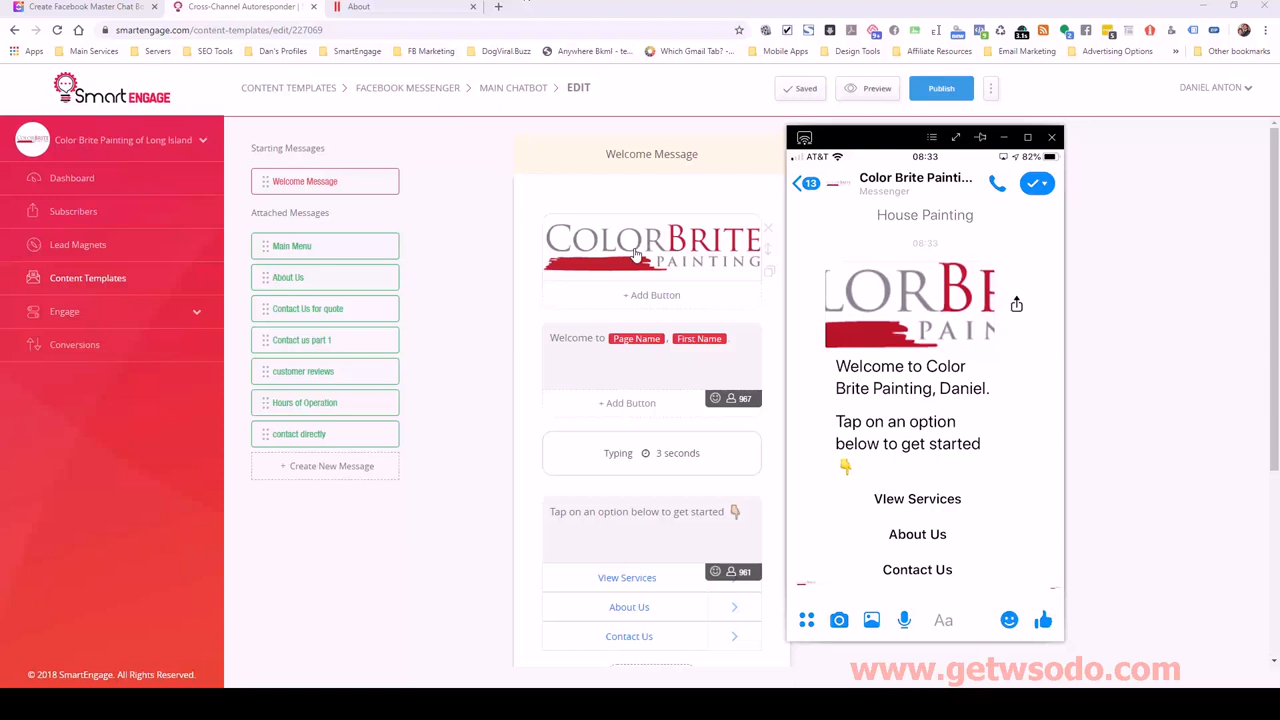 Create Facebook Master Chat B
Cross-Channel Autoresponder |
About
smartengage.com/content-templates/edit/227069
Apps
Main Services
Servers
SEO Tools
Dan's Profiles
SmartEngage
FB Marketing
DogViral.Buzz
Anywhere Bkml - te...
Which Gmail Tab? -...
Mobile Apps
Design Tools
Affiliate Resources
Email Marketing
Advertising Options
Other bookmarks
Smart ENGAGE
CONTENT TEMPLATES > FACEBOOK MESSENGER > MAIN CHATBOT > EDIT
Saved
Preview
Publish
DANIEL ANTON
Color Brite Painting of Long Island
Dashboard
Subscribers
Lead Magnets
Content Templates
Engage
Conversions
© 2018 SmartEngage. All Rights Reserved.
Starting Messages
Welcome Message
Attached Messages
Main Menu
About Us
Contact Us for quote
Contact us part 1
customer reviews
Hours of Operation
contact directly
+ Create New Message
Welcome Message
COLORBRITE
PAINTING
+ Add Button
Welcome to Page Name , First Name .
967
+ Add Button
Typing 3 seconds
Tap on an option below to get started
961
VIew Services
About Us
Contact Us
AT&T 08:33 82%
13
Color Brite Painti...
Messenger
House Painting
08:33
LORBR
PAIN
Welcome to Color
Brite Painting, Daniel.
Tap on an option
below to get started
VIew Services
About Us
Contact Us
Aa
www.getwsodo.com